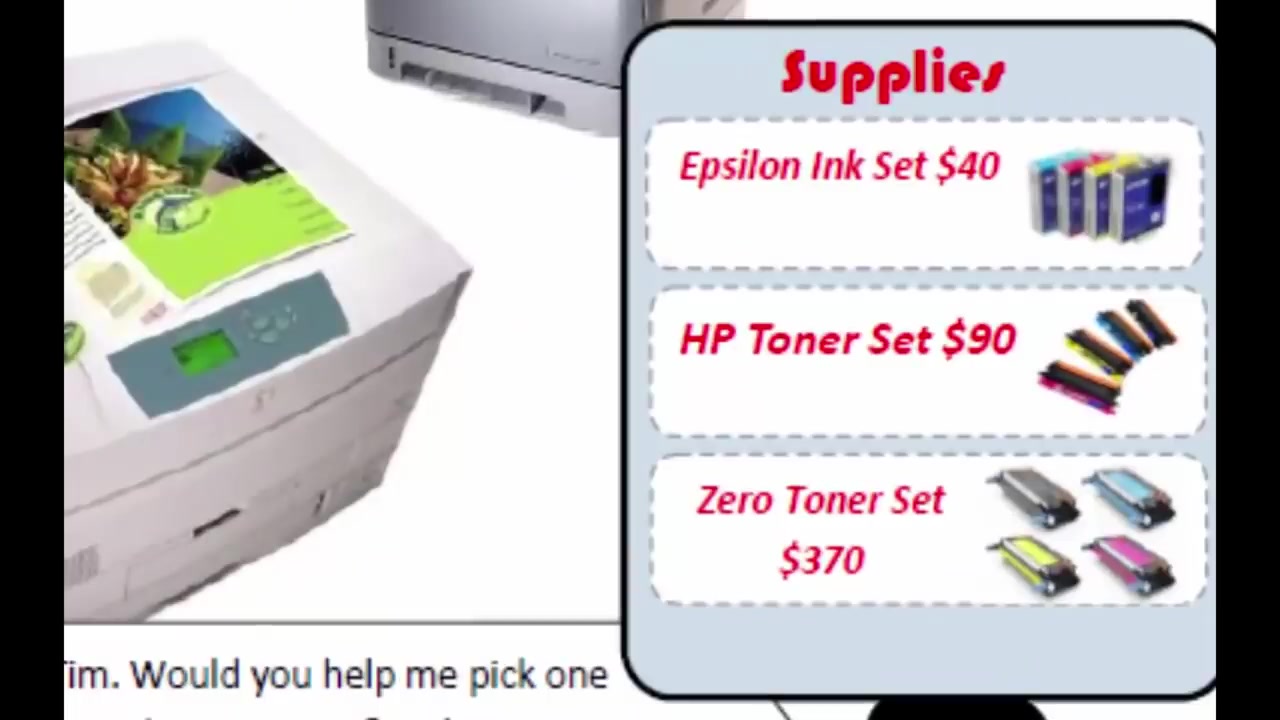 Supplies
Epsilon Ink Set $40
HP Toner Set $90
Zero Toner Set
$370
Tim. Would you help me pick one